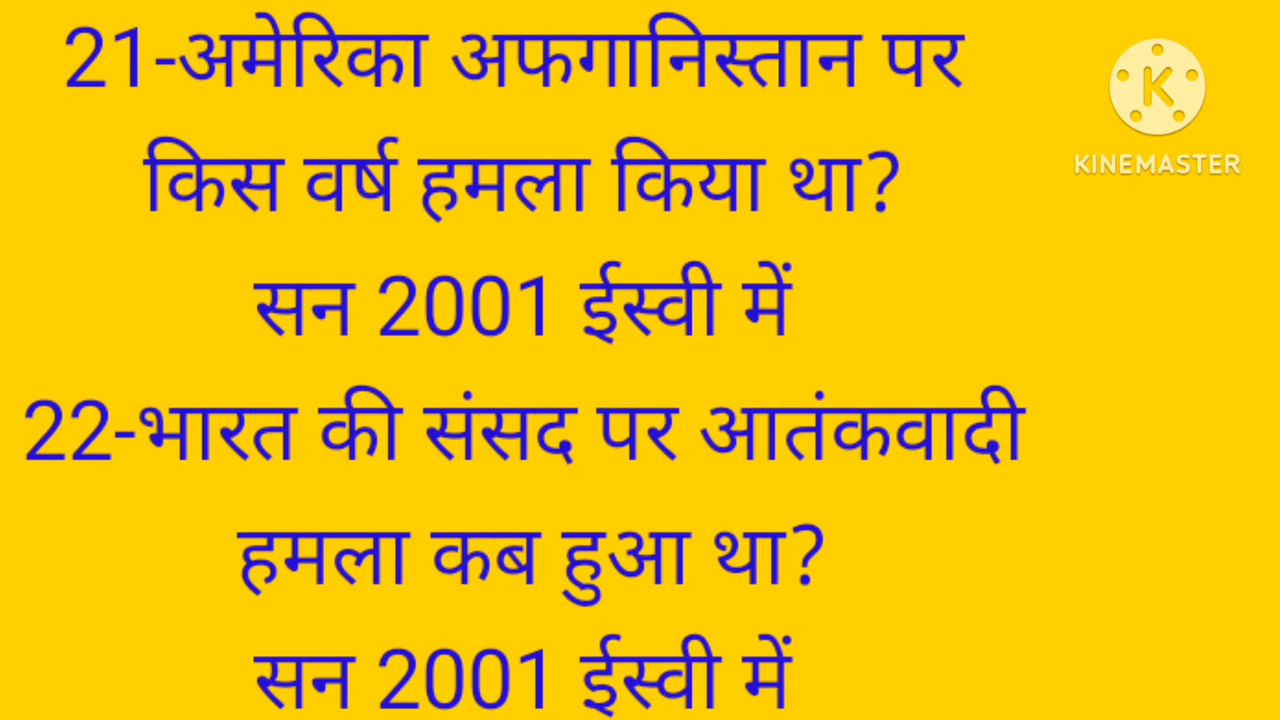 21-अमेरिका अफगानिस्तान पर
किस वर्ष हमला किया था?
सन 2001 ईस्वी में
22-भारत की संसद पर आतंकवादी
हमला कब हुआ था?
सन 2001 ईस्वी में
K
KINEMASTER